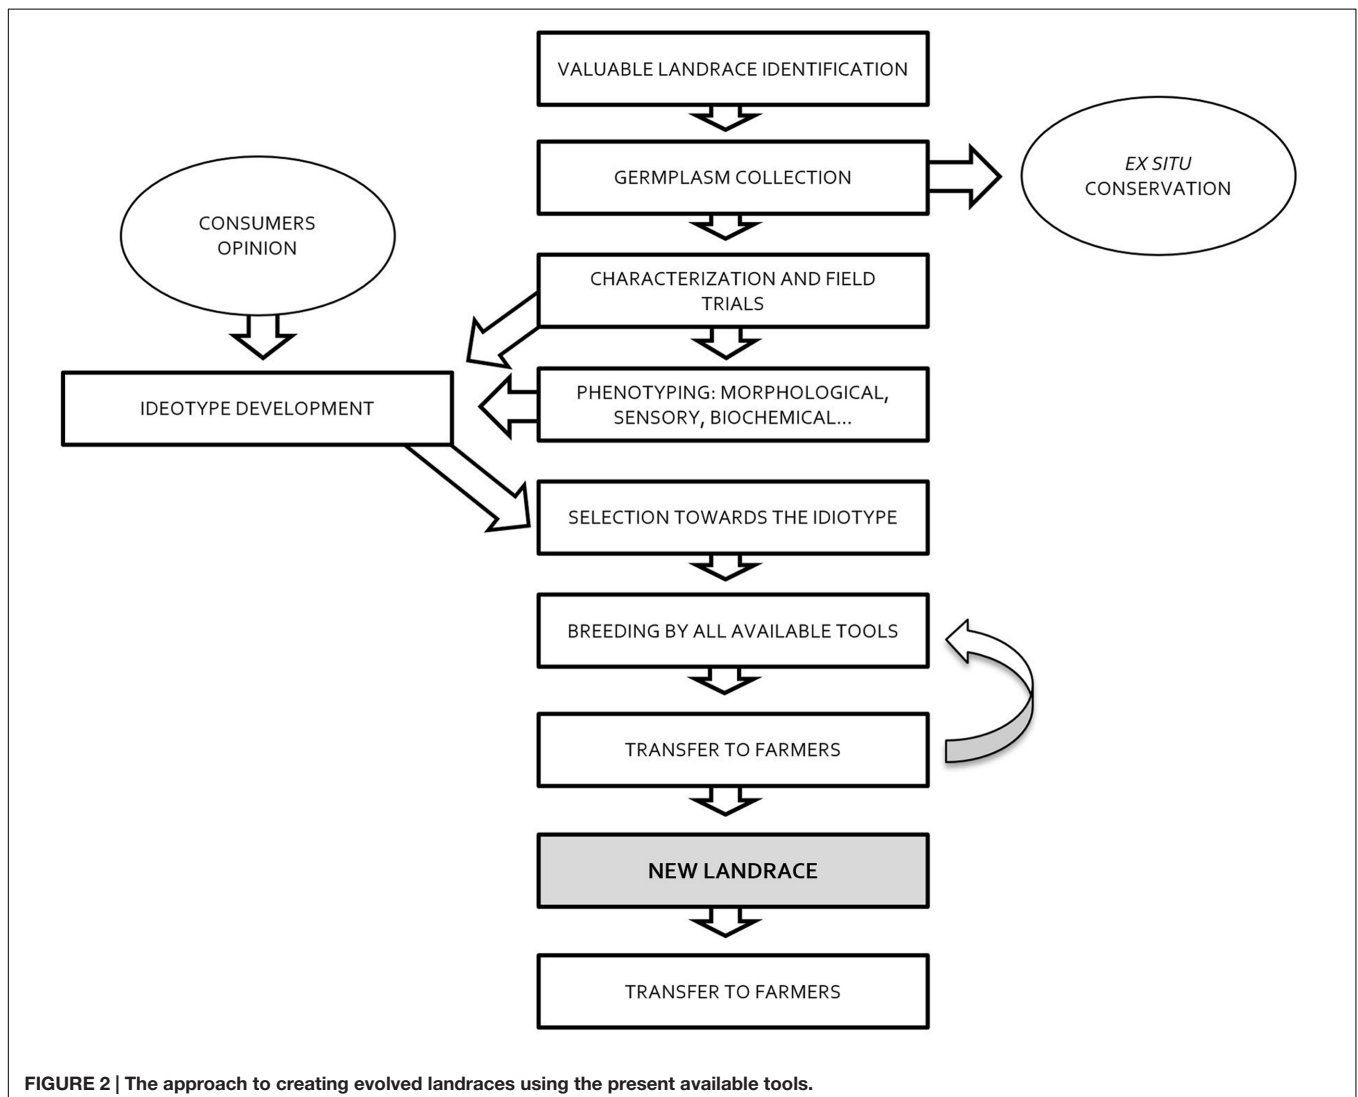 VALUABLE LANDRACE IDENTIFICATION
GERMPLASM COLLECTION
EX SITU
CONSERVATION
CONSUMERS
OPINION
CHARACTERIZATION AND FIELD
TRIALS
IDEOTYPE DEVELOPMENT
PHENOTYPING: MORPHOLOGICAL,
SENSORY, BIOCHEMICAL...
SELECTION TOWARDS THE IDIOTYPE
BREEDING BY ALL AVAILABLE TOOLS
TRANSFER TO FARMERS
NEW LANDRACE
TRANSFER TO FARMERS
FIGURE 2 | The approach to creating evolved landraces using the present available tools.